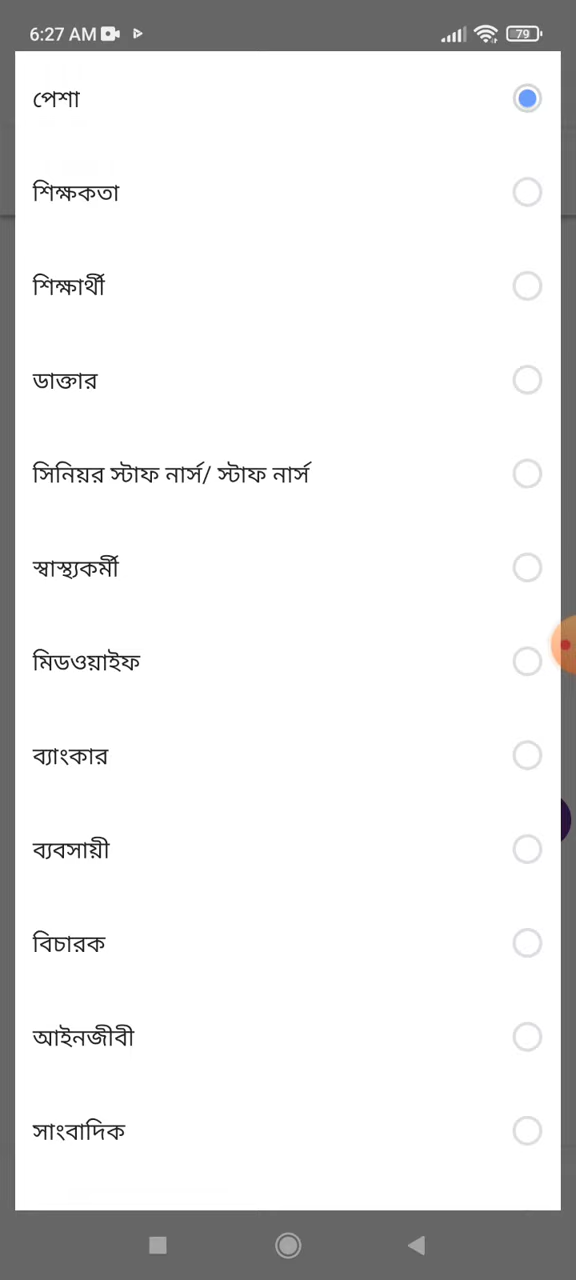 6:27 AM
79
পেশা
শিক্ষকতা
শিক্ষার্থী
ডাক্তার
সিনিয়র স্টাফ নার্স/ স্টাফ নার্স
স্বাস্থ্যকর্মী
মিডওয়াইফ
ব্যাংকার
ব্যবসায়ী
বিচারক
আইনজীবী
সাংবাদিক